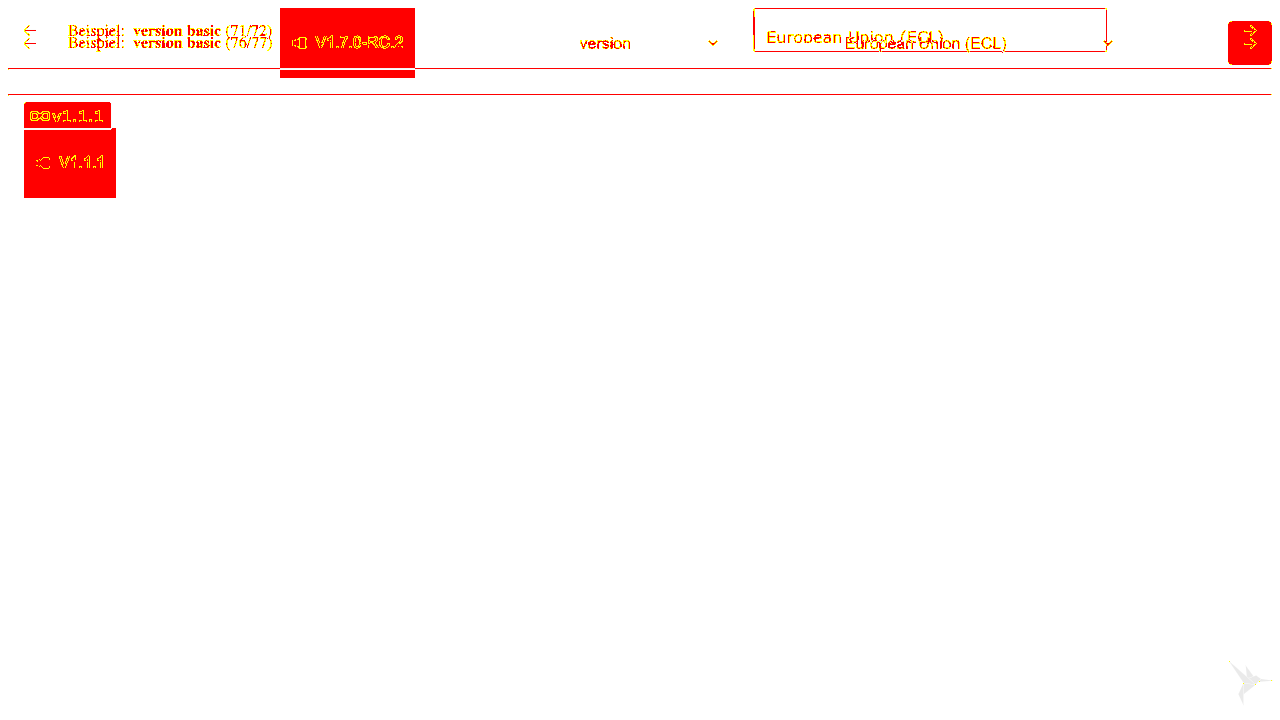 ← Beispiel: version basic (71/72)
← Beispiel: version basic (76/77)
V1.7.0-RC.2
version
European Union (ECL)
European Union (ECL)
→
→
v1.1.1
V1.1.1